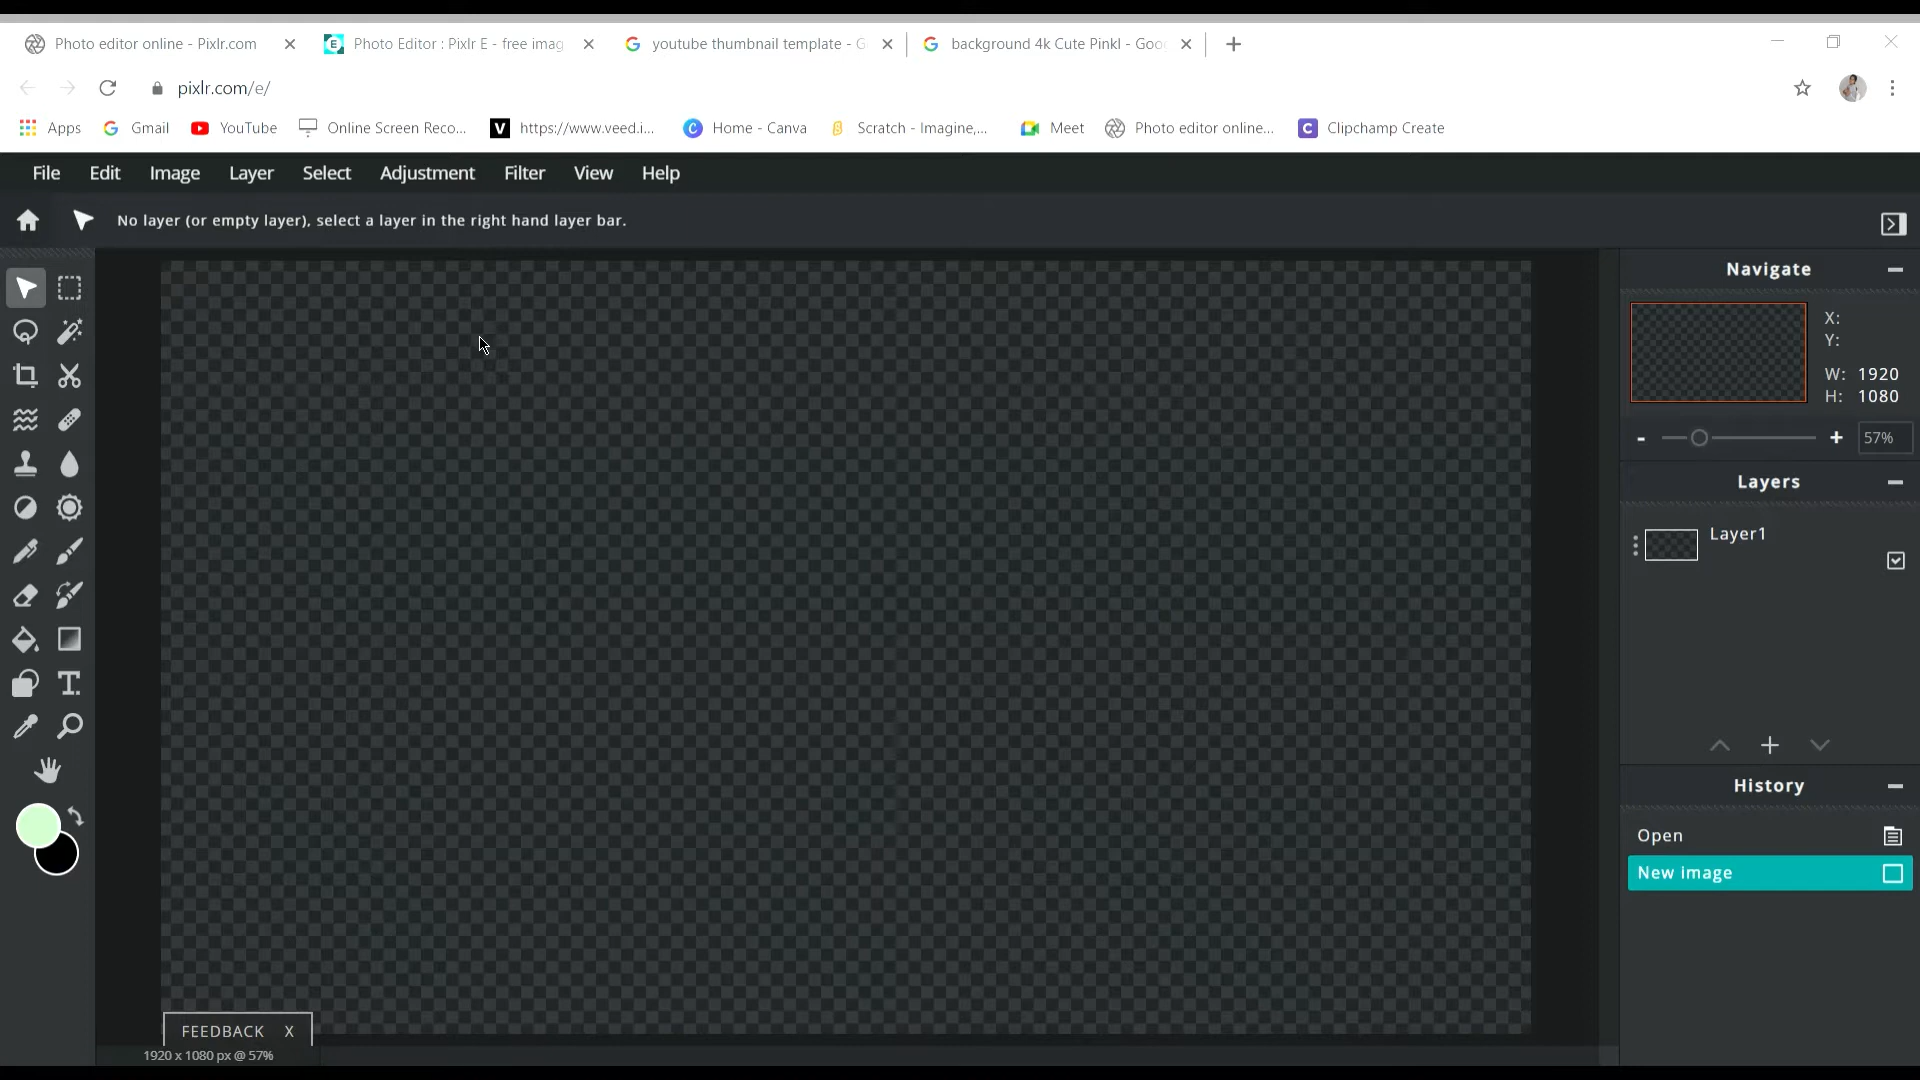 Photo editor online - Pixlr.com
Photo Editor : Pixlr E - free imag
youtube thumbnail template - G
background 4k Cute Pinkl - Goo
pixlr.com/e/
Apps
Gmail
YouTube
Online Screen Reco...
V
https://www.veed.i...
Home - Canva
Scratch - Imagine,...
Meet
Photo editor online...
Clipchamp Create
File Edit Image Layer Select Adjustment Filter View Help
No layer (or empty layer), select a layer in the right hand layer bar.
Navigate
X:
Y:
W: 1920
H: 1080
- + 57%
Layers
Layer1
History
Open
New image
FEEDBACK X
1920 x 1080 px @ 57%